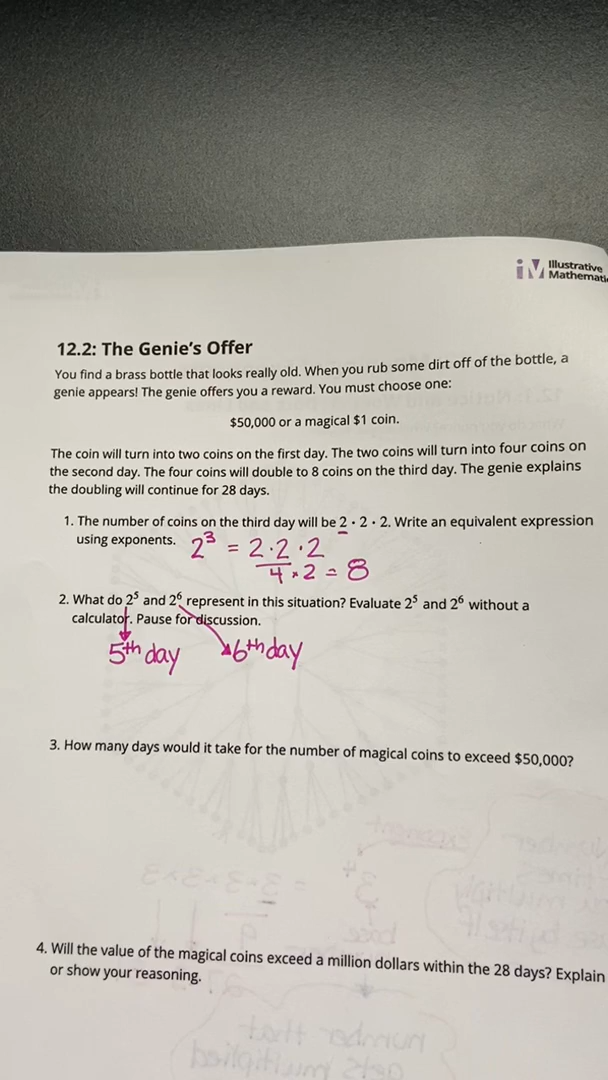 Illustrative
Mathemati
12.2: The Genie's Offer
You find a brass bottle that looks really old. When you rub some dirt off of the bottle, a
genie appears! The genie offers you a reward. You must choose one:
$50,000 or a magical $1 coin.
The coin will turn into two coins on the first day. The two coins will turn into four coins on
the second day. The four coins will double to 8 coins on the third day. The genie explains
the doubling will continue for 28 days.
1. The number of coins on the third day will be 2 · 2 · 2. Write an equivalent expression
using exponents. 2³ = 2·2·2
4 × 2 = 8
2. What do 2⁵ and 2⁶ represent in this situation? Evaluate 2⁵ and 2⁶ without a
calculator. Pause for discussion.
5th day 6th day
3. How many days would it take for the number of magical coins to exceed $50,000?
4. Will the value of the magical coins exceed a million dollars within the 28 days? Explain
or show your reasoning.